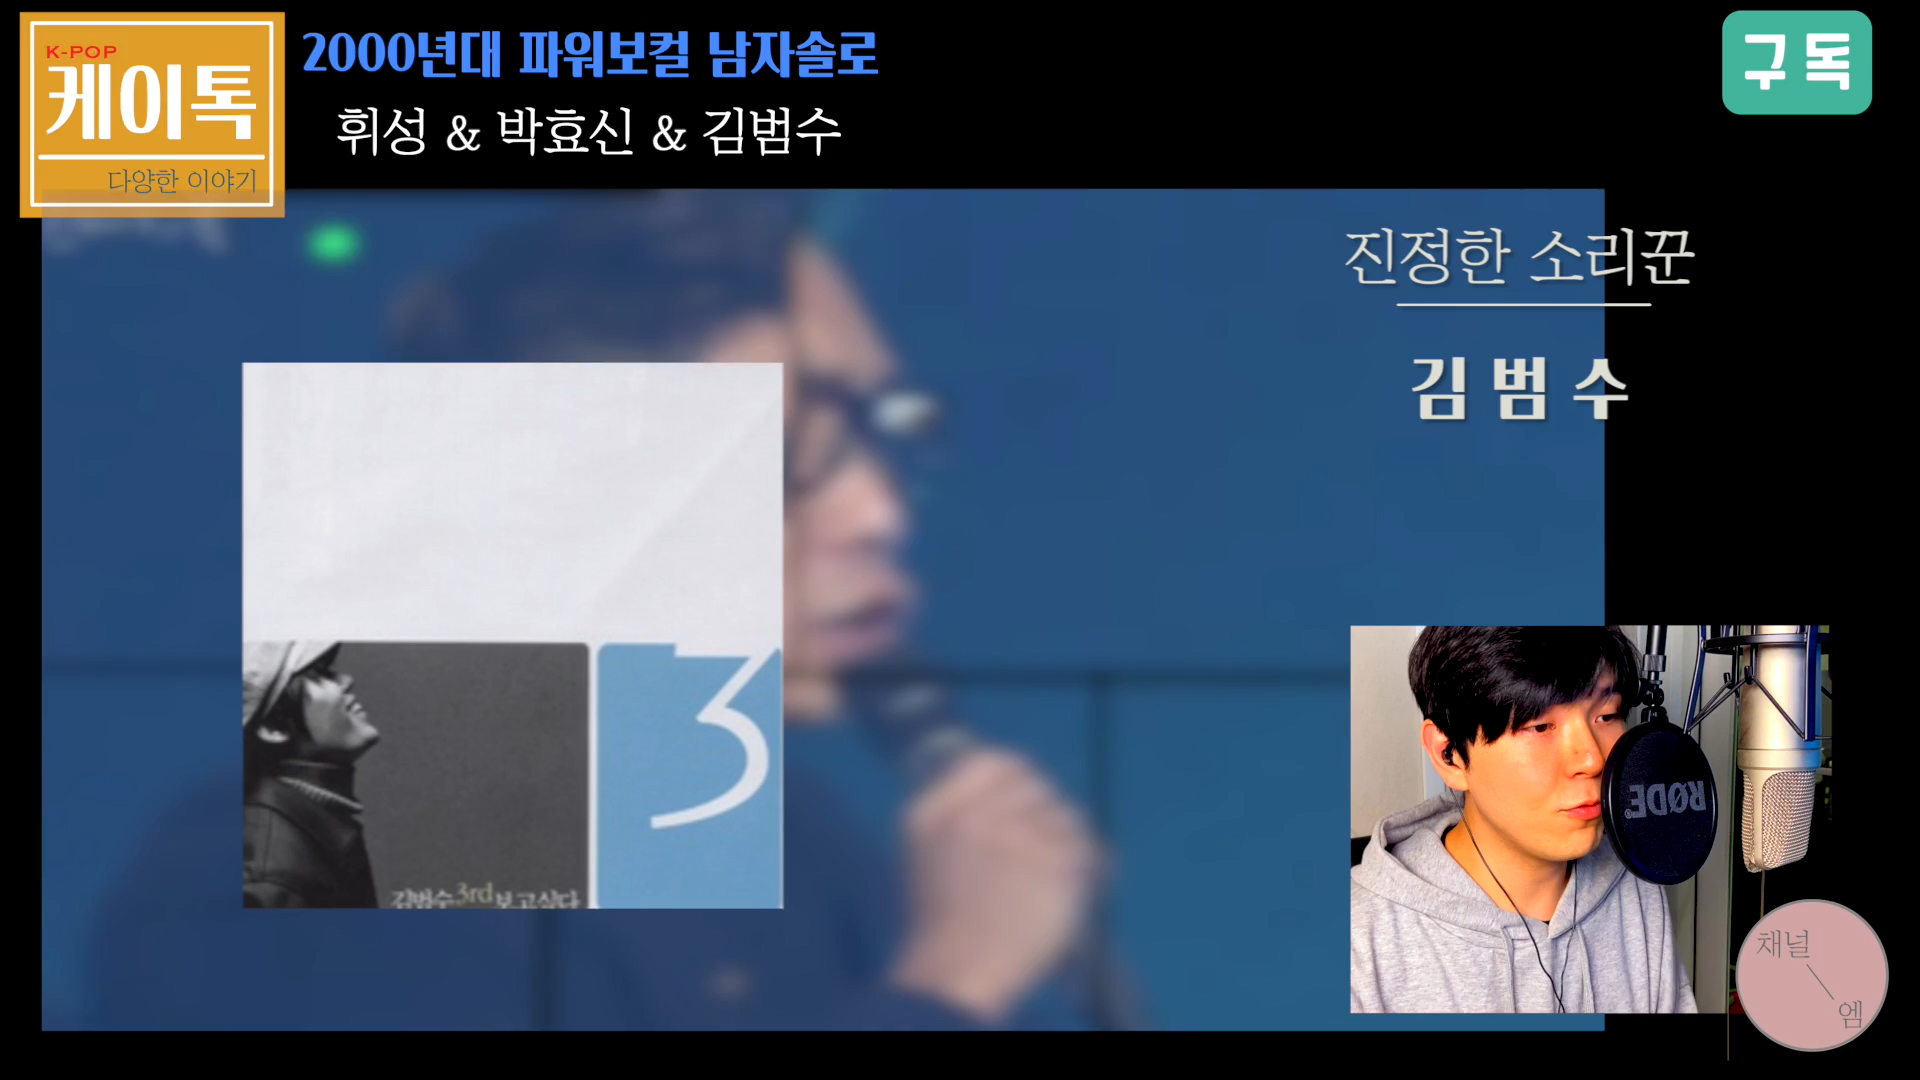 K-POP
케이톡
다양한 이야기
2000년대 파워보컬 남자솔로
휘성 & 박효신 & 김범수
구독
진정한 소리꾼
김범수
3
김범수 3rd 보고싶다
RØDE
채널
엠